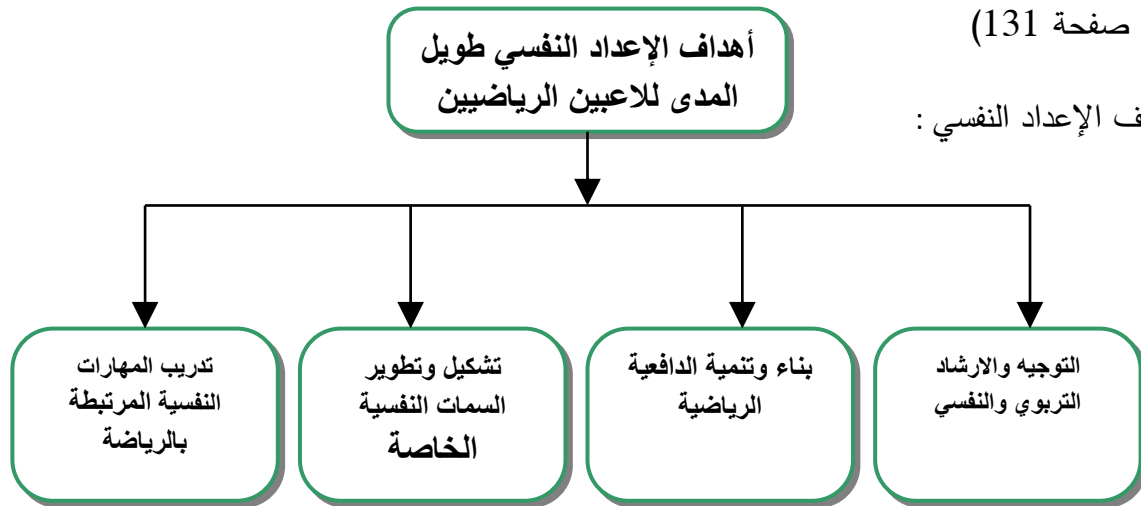 صفحة 131)
ف الإعداد النفسي :
أهداف الإعداد النفسي طويل
المدى للاعبين الرياضيين
التوجيه والارشاد
التربوي والنفسي
بناء وتنمية الدافعية
الرياضية
تشكيل وتطوير
السمات النفسية
الخاصة
تدريب المهارات
النفسية المرتبطة
بالرياضة